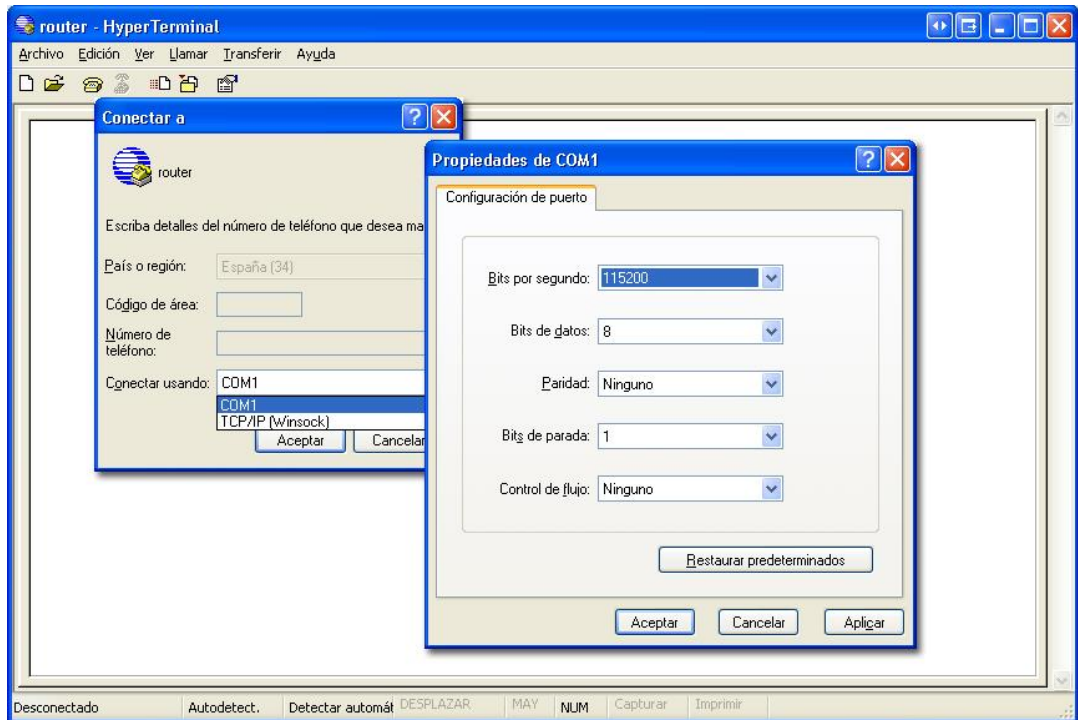 router - HyperTerminal
Archivo Edición Ver Llamar Transferir Ayuda
Conectar a
router
Escriba detalles del número de teléfono que desea ma
País o región: España (34)
Código de área:
Número de
teléfono:
Conectar usando: COM1
COM1
TCP/IP (Winsock)
Aceptar Cancelar
Propiedades de COM1
Configuración de puerto
Bits por segundo: 115200
Bits de datos: 8
Paridad: Ninguno
Bits de parada: 1
Control de flujo: Ninguno
Restaurar predeterminados
Aceptar Cancelar Aplicar
Desconectado Autodetect. Detectar automát DESPLAZAR MAY NUM Capturar Imprimir